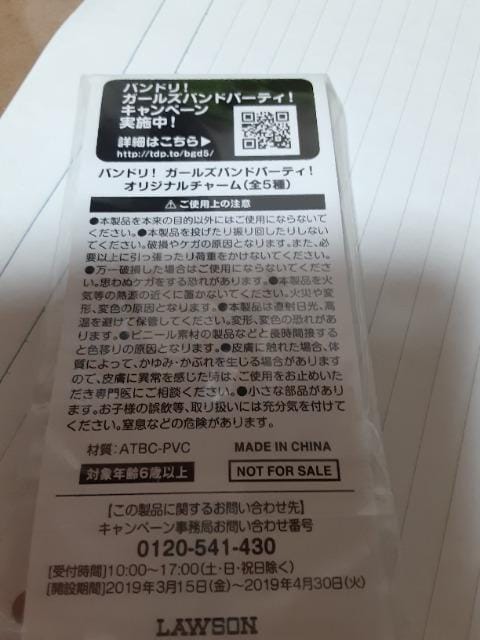 バンドリ！
ガールズバンドパーティ！
キャンペーン
実施中！
詳細はこちら▶
http://tdp.to/bgd5/
バンドリ！ ガールズバンドパーティ！
オリジナルチャーム（全5種）
⚠ご使用上の注意
●本製品を本来の目的以外にはご使用にならないで
ください。●本製品を投げたり振り回したりしない
でください。破損やケガの原因となります。また、必
要以上に引っ張ったり荷重をかけないでください。
●万一破損した場合はご使用にならないでくださ
い。思わぬケガをする恐れがあります。●本製品を火
気等の熱源の近くに置かないでください。火災や変
形、変色の原因となります。●本製品は直射日光、高
温を避けて保管してください。変形、変色の恐れがあ
ります。●ビニール素材の製品などと長時間接する
と色移りの原因となります。●皮膚に触れた場合、体
質によって、かゆみ・かぶれを生じる場合があります
ので、皮膚に異常を感じた時は、ご使用をお止めいた
だき専門医にご相談ください。●小さな部品があり
ます。お子様の誤飲等、取り扱いには充分気を付けて
ください。窒息などの危険があります。
材質：ATBC-PVC MADE IN CHINA
対象年齢6歳以上 NOT FOR SALE
【この製品に関するお問い合わせ先】
キャンペーン事務局お問い合わせ番号
0120-541-430
[受付時間]10:00～17:00(土・日・祝日除く)
[開設期間]2019年3月15日(金)～2019年4月30日(火)
LAWSON